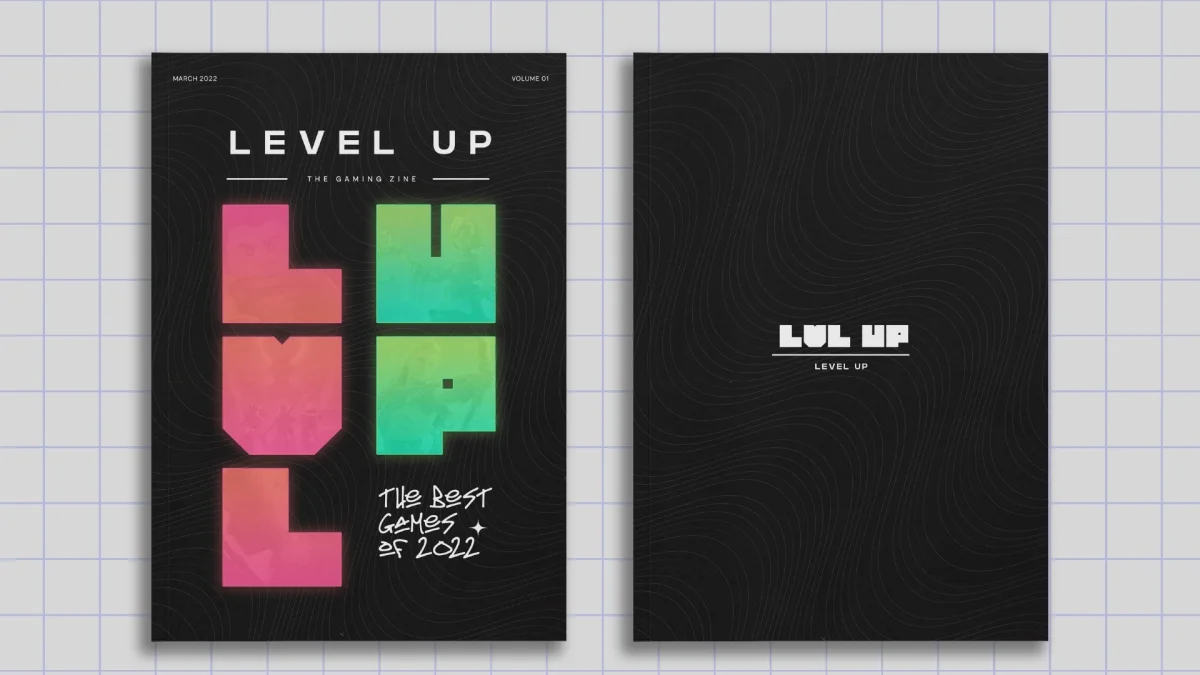 MARCH 2022
VOLUME 01
LEVEL UP
THE GAMING ZINE
LVL
UP
THE BEST
GAMES
OF 2022
LVL UP
LEVEL UP